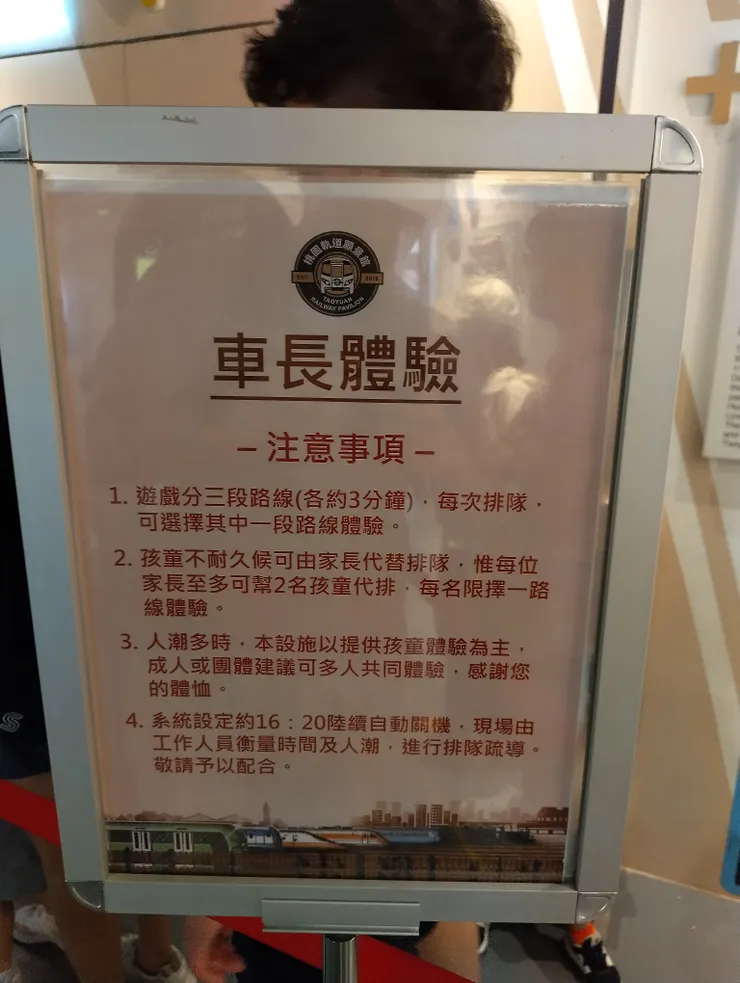 桃園軌道願景館
TAOYUAN
RAILWAY PAVILION
車長體驗
－注意事項－
1. 遊戲分三段路線(各約3分鐘)，每次排隊，
可選擇其中一段路線體驗。
2. 孩童不耐久候可由家長代替排隊，惟每位
家長至多可幫2名孩童代排，每名限擇一路
線體驗。
3. 人潮多時，本設施以提供孩童體驗為主，
成人或團體建議可多人共同體驗，感謝您
的體恤。
4. 系統設定約16：20陸續自動關機，現場由
工作人員衡量時間及人潮，進行排隊疏導。
敬請予以配合。